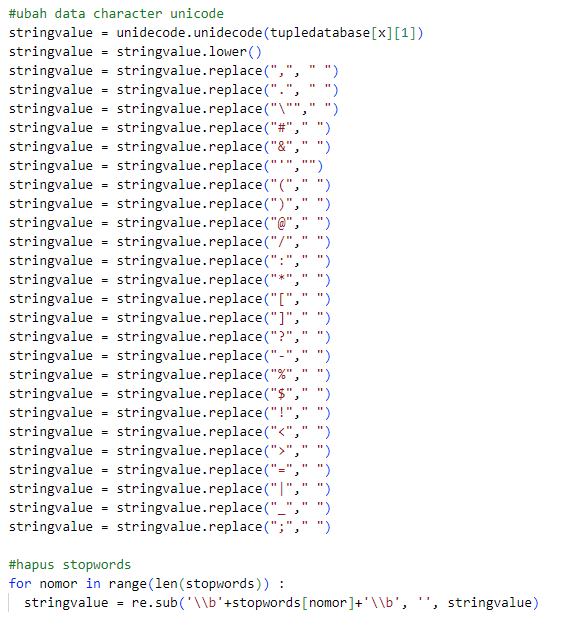 #ubah data character unicode
stringvalue = unidecode.unidecode(tupledatabase[x][1])
stringvalue = stringvalue.lower()
stringvalue = stringvalue.replace(",", " ")
stringvalue = stringvalue.replace(".", " ")
stringvalue = stringvalue.replace("\""," ")
stringvalue = stringvalue.replace("#"," ")
stringvalue = stringvalue.replace("&"," ")
stringvalue = stringvalue.replace("'","")
stringvalue = stringvalue.replace("("," ")
stringvalue = stringvalue.replace(")"," ")
stringvalue = stringvalue.replace("@"," ")
stringvalue = stringvalue.replace("/"," ")
stringvalue = stringvalue.replace(":"," ")
stringvalue = stringvalue.replace("*"," ")
stringvalue = stringvalue.replace("["," ")
stringvalue = stringvalue.replace("]"," ")
stringvalue = stringvalue.replace("?"," ")
stringvalue = stringvalue.replace("-"," ")
stringvalue = stringvalue.replace("%"," ")
stringvalue = stringvalue.replace("$"," ")
stringvalue = stringvalue.replace("!"," ")
stringvalue = stringvalue.replace("<"," ")
stringvalue = stringvalue.replace(">"," ")
stringvalue = stringvalue.replace("="," ")
stringvalue = stringvalue.replace("|"," ")
stringvalue = stringvalue.replace("_"," ")
stringvalue = stringvalue.replace(";"," ")
#hapus stopwords
for nomor in range(len(stopwords)) :
stringvalue = re.sub('\\b'+stopwords[nomor]+'\\b', '', stringvalue)